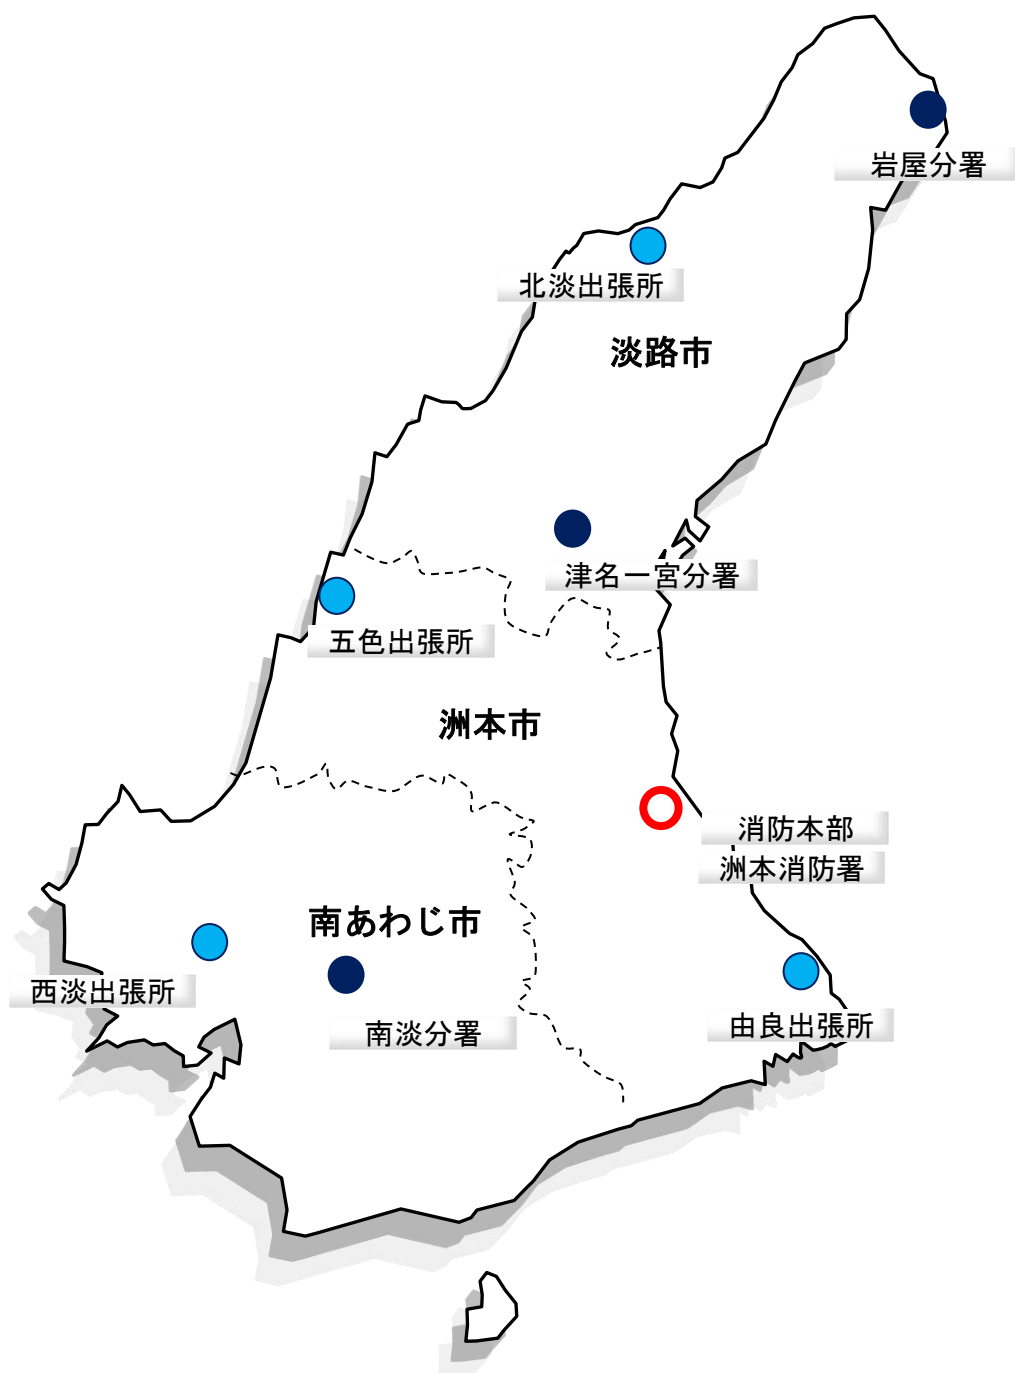 岩屋分署
北淡出張所
淡路市
津名一宮分署
五色出張所
洲本市
消防本部
洲本消防署
南あわじ市
西淡出張所
南淡分署
由良出張所